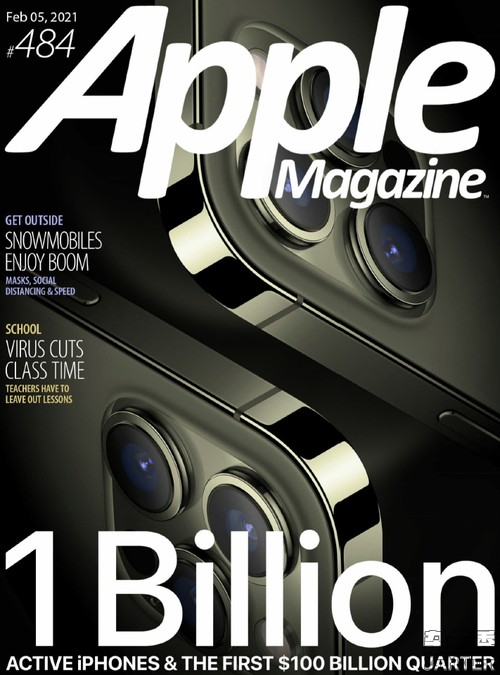 Feb 05, 2021
#484
Apple
Magazine
™
GET OUTSIDE
SNOWMOBILES
ENJOY BOOM
MASKS, SOCIAL
DISTANCING & SPEED
SCHOOL
VIRUS CUTS
CLASS TIME
TEACHERS HAVE TO
LEAVE OUT LESSONS
1 Billion
ACTIVE iPHONES & THE FIRST $100 BILLION QUARTER